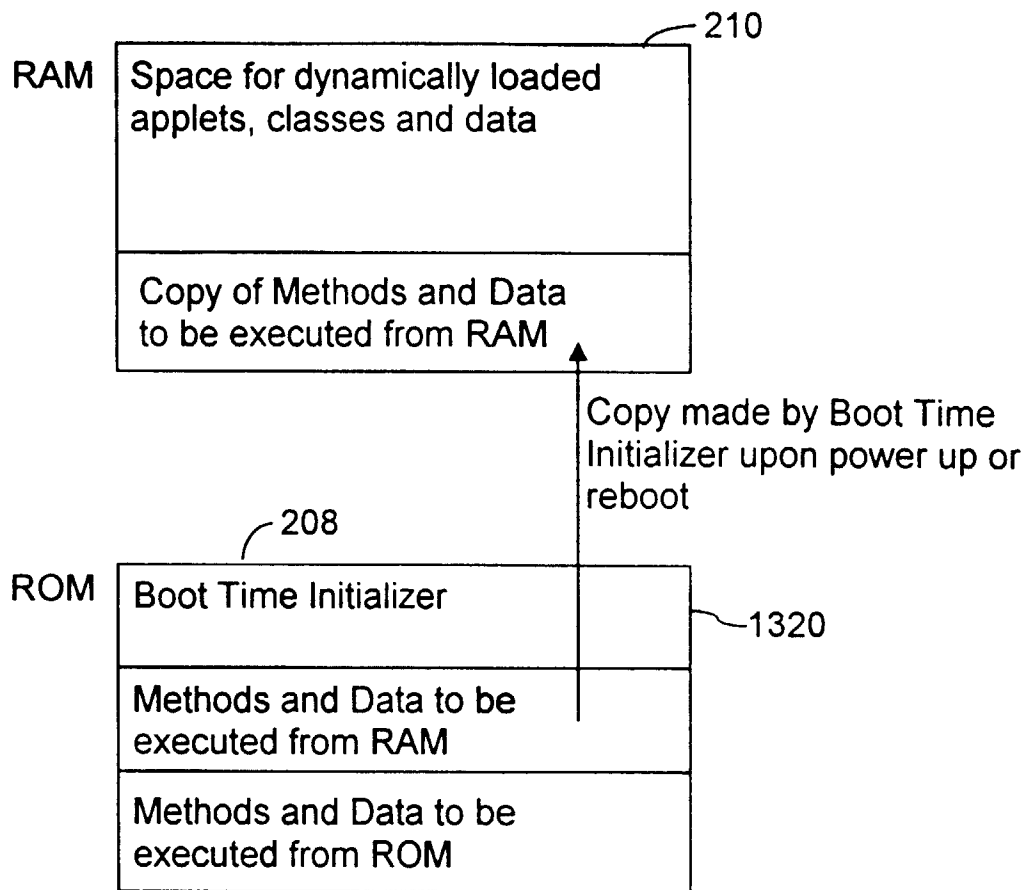 210
RAM
Space for dynamically loaded
applets, classes and data
Copy of Methods and Data
to be executed from RAM
Copy made by Boot Time
Initializer upon power up or
reboot
208
ROM
Boot Time Initializer
1320
Methods and Data to be
executed from RAM
Methods and Data to be
executed from ROM